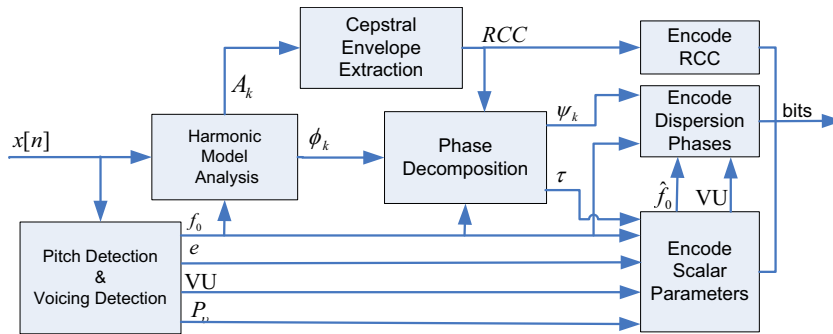 Cepstral
Envelope
Extraction
RCC
Encode
RCC
A_k
x[n]
Harmonic
Model
Analysis
ϕ_k
Phase
Decomposition
ψ_k
τ
Encode
Dispersion
Phases
bits
f̂_0
VU
Pitch Detection
&
Voicing Detection
f_0
e
VU
P_υ
Encode
Scalar
Parameters